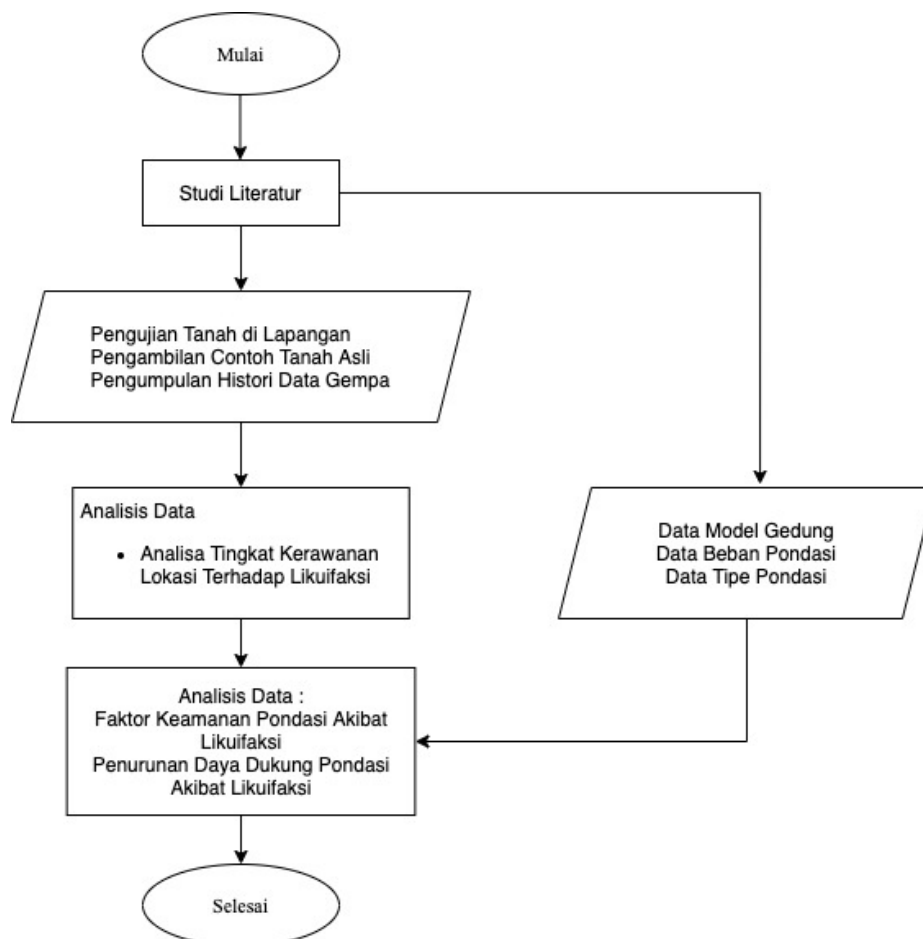 Mulai
Studi Literatur
Pengujian Tanah di Lapangan
Pengambilan Contoh Tanah Asli
Pengumpulan Histori Data Gempa
Analisis Data
• Analisa Tingkat Kerawanan
Lokasi Terhadap Likuifaksi
Data Model Gedung
Data Beban Pondasi
Data Tipe Pondasi
Analisis Data :
Faktor Keamanan Pondasi Akibat
Likuifaksi
Penurunan Daya Dukung Pondasi
Akibat Likuifaksi
Selesai